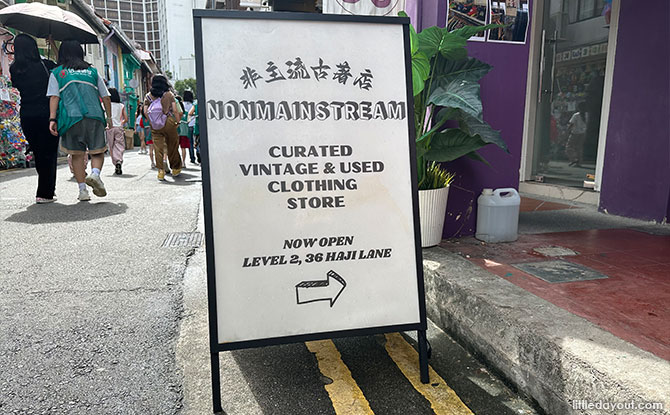 非主流古著店
NONMAINSTREAM
CURATED
VINTAGE & USED
CLOTHING
STORE
NOW OPEN
LEVEL 2, 36 HAJI LANE
littledayout.com